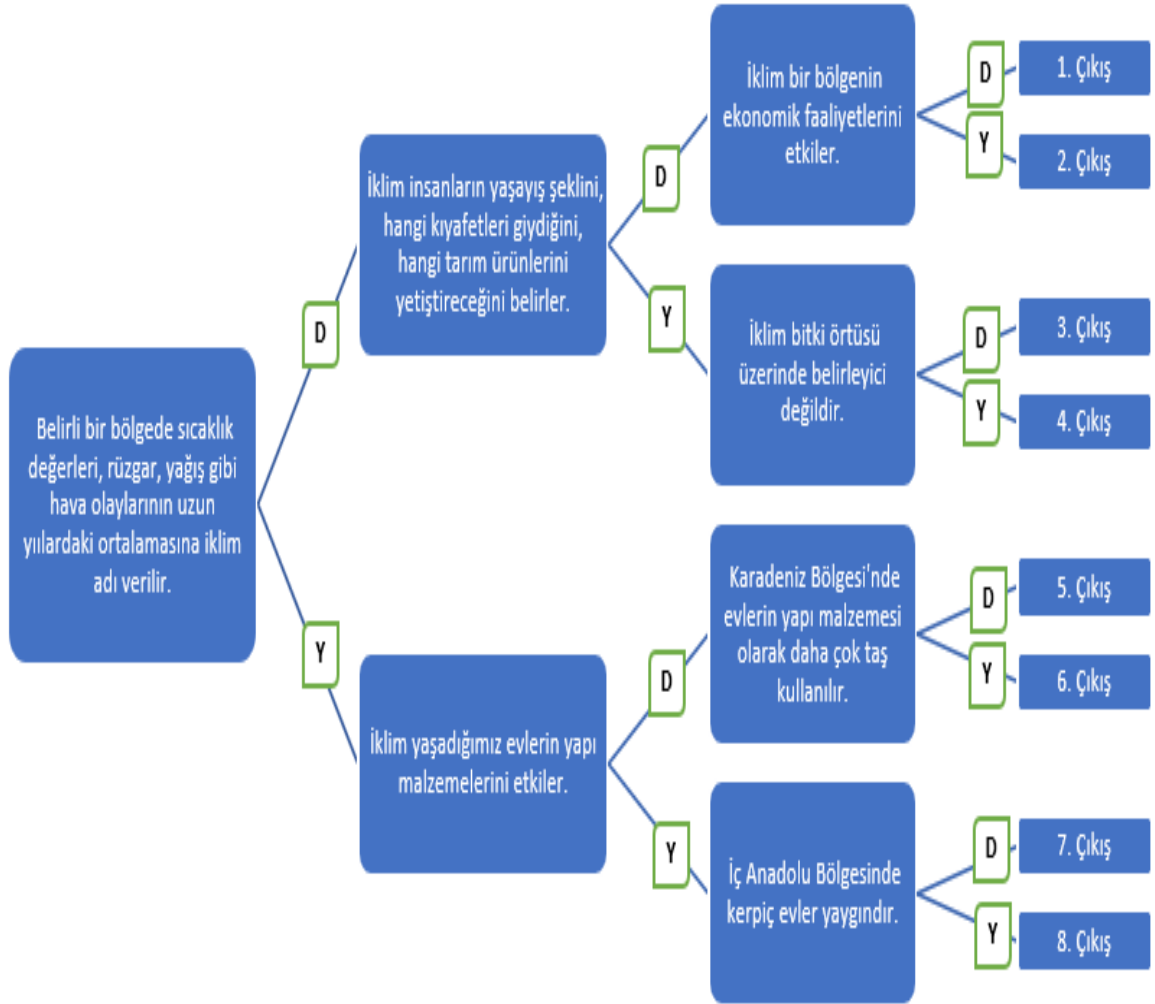 Belirli bir bölgede sıcaklık
değerleri, rüzgar, yağış gibi
hava olaylarının uzun
yıılardaki ortalamasına iklim
adı verilir.
D
Y
İklim insanların yaşayış şeklini,
hangi kıyafetleri giydiğini,
hangi tarım ürünlerini
yetiştireceğini belirler.
D
Y
İklim yaşadığımız evlerin yapı
malzemelerini etkiler.
D
Y
İklim bir bölgenin
ekonomik faaliyetlerini
etkiler.
D
1. Çıkış
Y
2. Çıkış
İklim bitki örtüsü
üzerinde belirleyici
değildir.
D
3. Çıkış
Y
4. Çıkış
Karadeniz Bölgesi'nde
evlerin yapı malzemesi
olarak daha çok taş
kullanılır.
D
5. Çıkış
Y
6. Çıkış
İç Anadolu Bölgesinde
kerpiç evler yaygındır.
D
7. Çıkış
Y
8. Çıkış